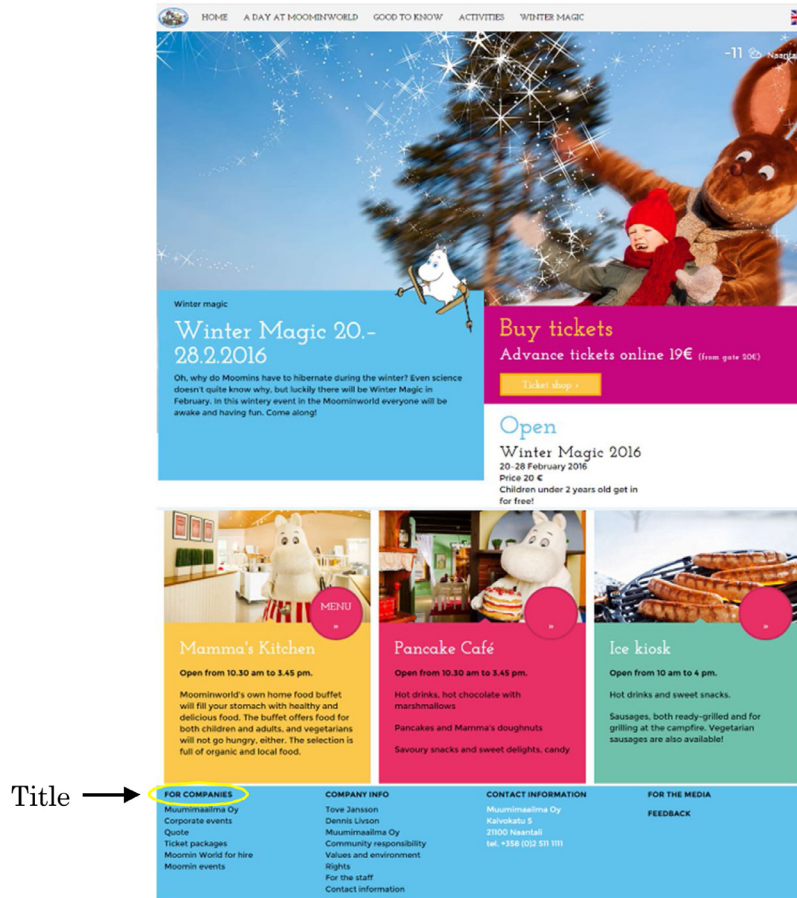 HOME A DAY AT MOOMINWORLD GOOD TO KNOW ACTIVITIES WINTER MAGIC
-11
Winter magic
Winter Magic 20.-
28.2.2016
Oh, why do Moomins have to hibernate during the winter? Even science
doesn't quite know why, but luckily there will be Winter Magic in
February. In this wintery event in the Moominworld everyone will be
awake and having fun. Come along!
Buy tickets
Advance tickets online 19€ (from gate 20€)
Ticket shop ›
Open
Winter Magic 2016
20-28 February 2016
Price 20 €
Children under 2 years old get in
for free!
MENU
»
Mamma's Kitchen
Open from 10.30 am to 3.45 pm.
Moominworld's own home food buffet
will fill your stomach with healthy and
delicious food. The buffet offers food for
both children and adults, and vegetarians
will not go hungry, either. The selection is
full of organic and local food.
»
Pancake Café
Open from 10.30 am to 3.45 pm.
Hot drinks, hot chocolate with
marshmallows
Pancakes and Mamma's doughnuts
Savoury snacks and sweet delights, candy
»
Ice kiosk
Open from 10 am to 4 pm.
Hot drinks and sweet snacks.
Sausages, both ready-grilled and for
grilling at the campfire. Vegetarian
sausages are also available!
Title
FOR COMPANIES
Muumimaailma Oy
Corporate events
Quote
Ticket packages
Moomin World for hire
Moomin events
COMPANY INFO
Tove Jansson
Dennis Livson
Muumimaailma Oy
Community responsibility
Values and environment
Rights
For the staff
Contact information
CONTACT INFORMATION
Muumimaailma Oy
Kaivokatu 5
21100 Naantali
tel. +358 (0)2 511 1111
FOR THE MEDIA
FEEDBACK